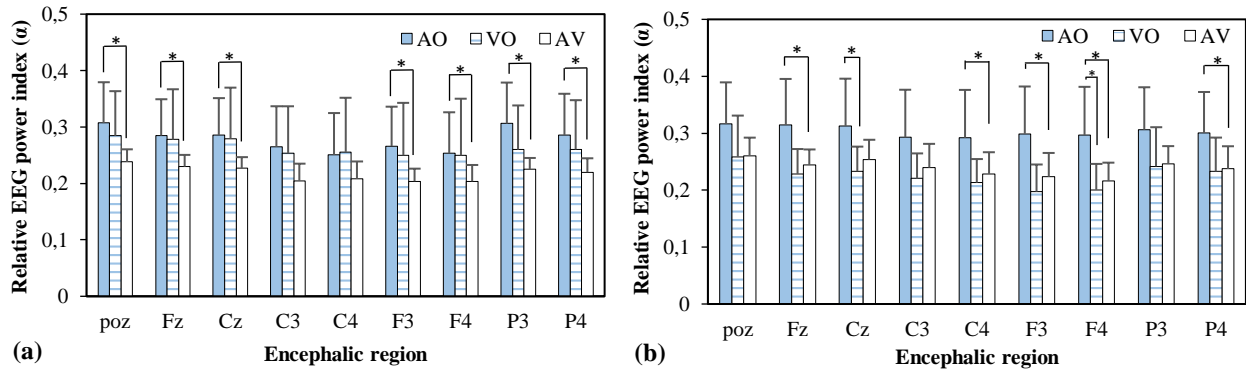 Relative EEG power index (α)
0,5
0,4
0,3
0,2
0,1
0
AO VO AV
* * * * * * *
poz Fz Cz C3 C4 F3 F4 P3 P4
Encephalic region
(a)
Relative EEG power index (α)
0,5
0,4
0,3
0,2
0,1
0
AO VO AV
* * * * * * *
poz Fz Cz C3 C4 F3 F4 P3 P4
Encephalic region
(b)